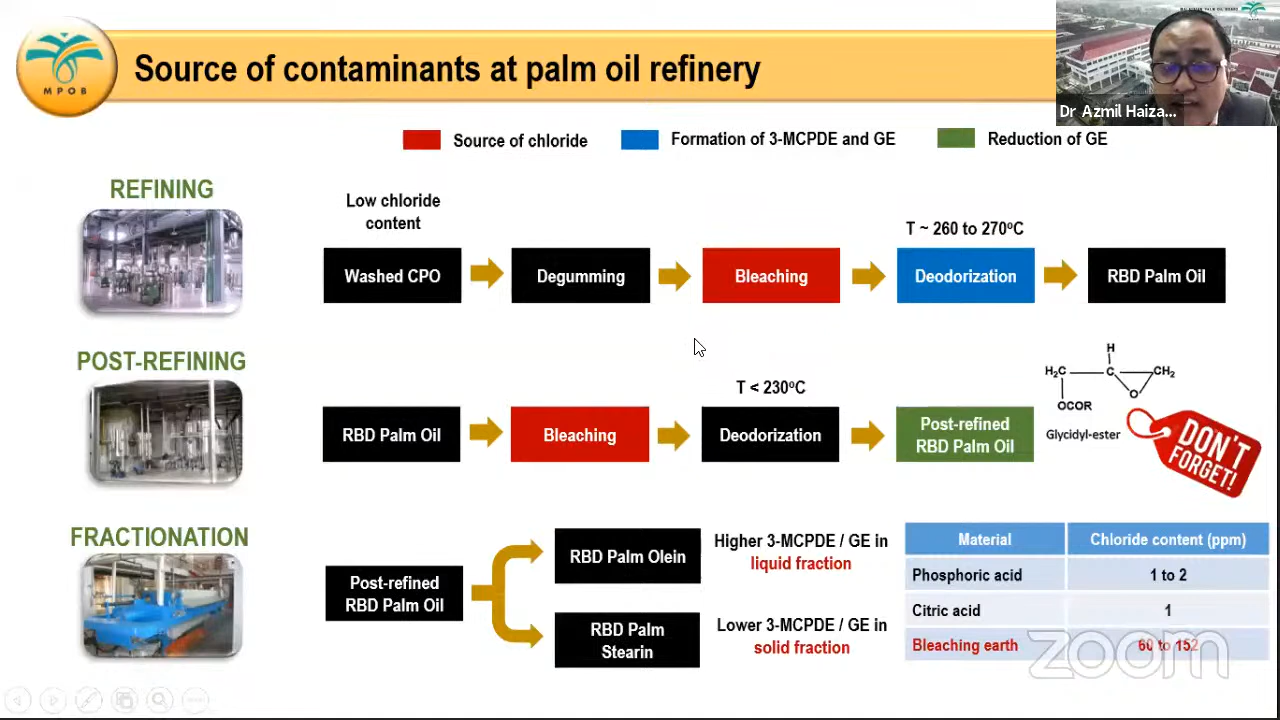 Source of contaminants at palm oil refinery
MPOB
Dr Azmil Haiza...
Source of chloride
Formation of 3-MCPDE and GE
Reduction of GE
REFINING
Low chloride
content
T ~ 260 to 270°C
Washed CPO
Degumming
Bleaching
Deodorization
RBD Palm Oil
POST-REFINING
T < 230°C
RBD Palm Oil
Bleaching
Deodorization
Post-refined
RBD Palm Oil
H
H₂C
C
CH₂
O
OCOR
Glycidyl-ester
DON'T
FORGET!
FRACTIONATION
Post-refined
RBD Palm Oil
RBD Palm Olein
Higher 3-MCPDE / GE in
liquid fraction
RBD Palm
Stearin
Lower 3-MCPDE / GE in
solid fraction
Material Chloride content (ppm)
Phosphoric acid 1 to 2
Citric acid 1
Bleaching earth 60 to 152
zoom